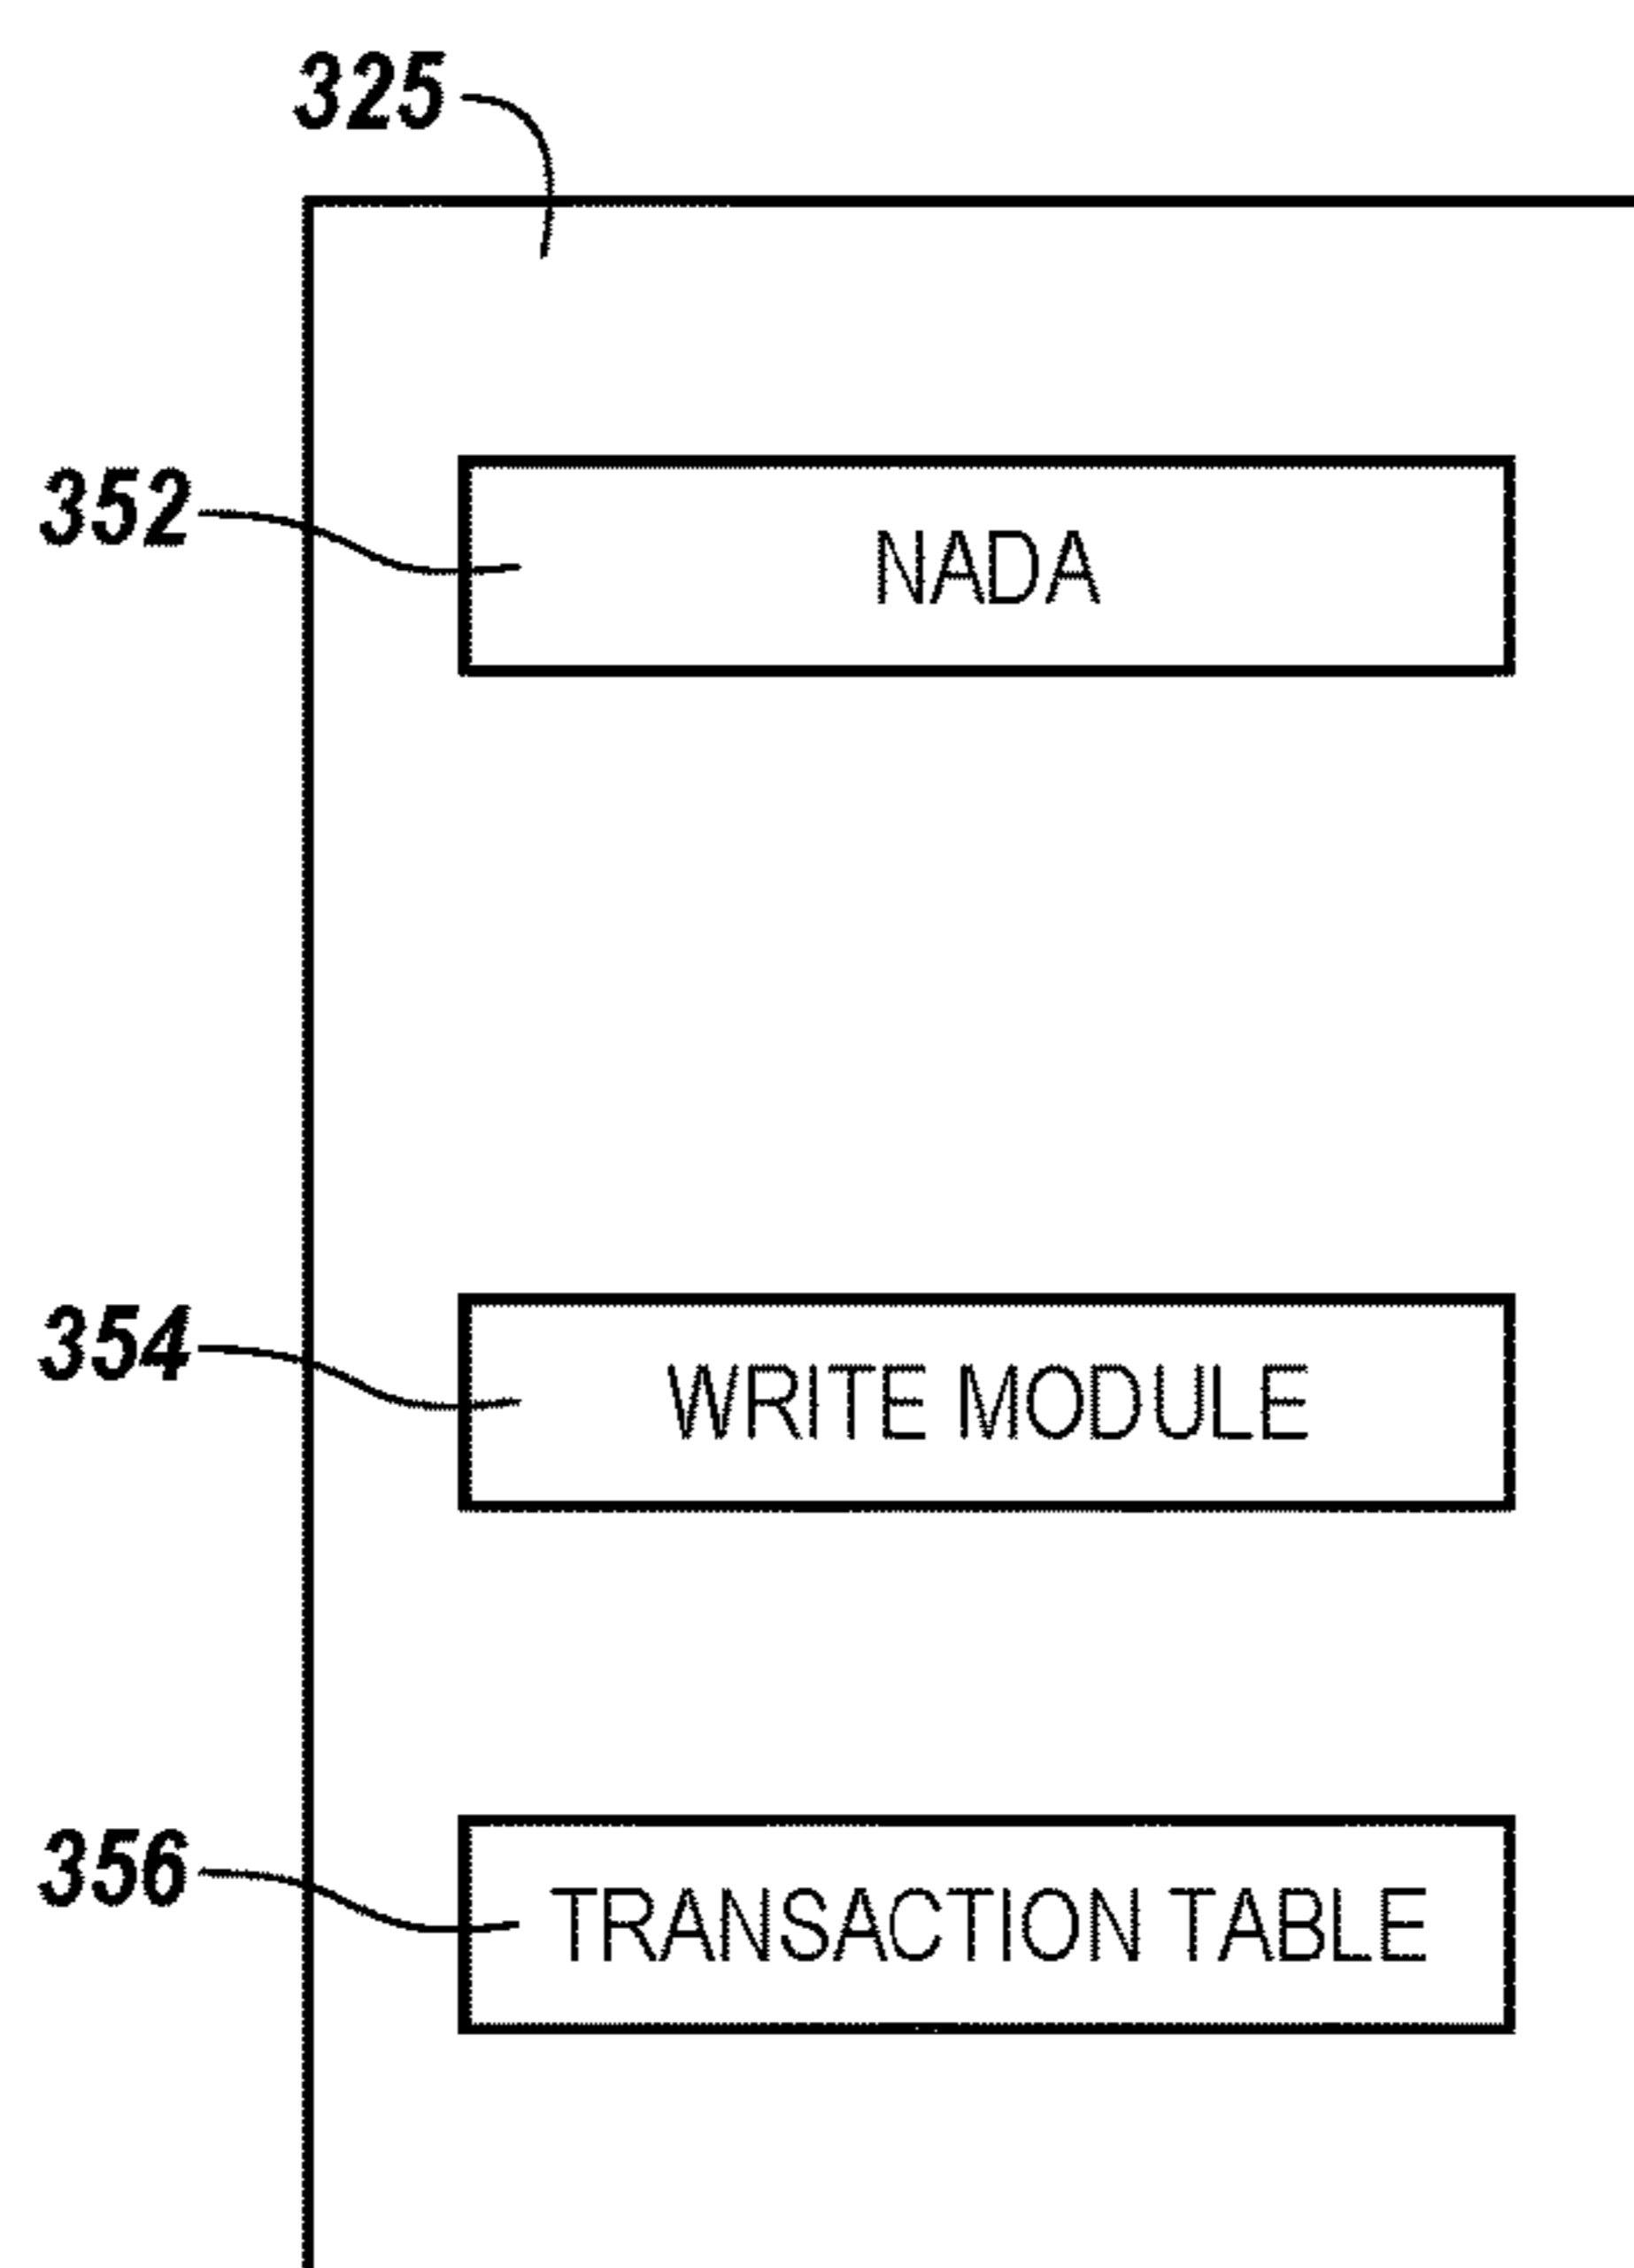 325
352
NADA
354
WRITE MODULE
356
TRANSACTION TABLE